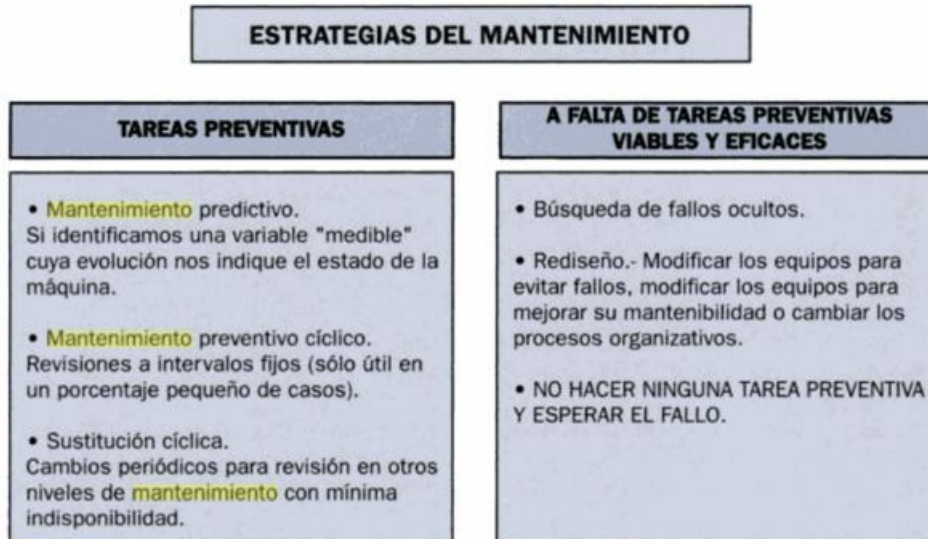 ESTRATEGIAS DEL MANTENIMIENTO
TAREAS PREVENTIVAS
• Mantenimiento predictivo.
Si identificamos una variable "medible"
cuya evolución nos indique el estado de la
máquina.
• Mantenimiento preventivo cíclico.
Revisiones a intervalos fijos (sólo útil en
un porcentaje pequeño de casos).
• Sustitución cíclica.
Cambios periódicos para revisión en otros
niveles de mantenimiento con mínima
indisponibilidad.
A FALTA DE TAREAS PREVENTIVAS
VIABLES Y EFICACES
• Búsqueda de fallos ocultos.
• Rediseño.- Modificar los equipos para
evitar fallos, modificar los equipos para
mejorar su mantenibilidad o cambiar los
procesos organizativos.
• NO HACER NINGUNA TAREA PREVENTIVA
Y ESPERAR EL FALLO.